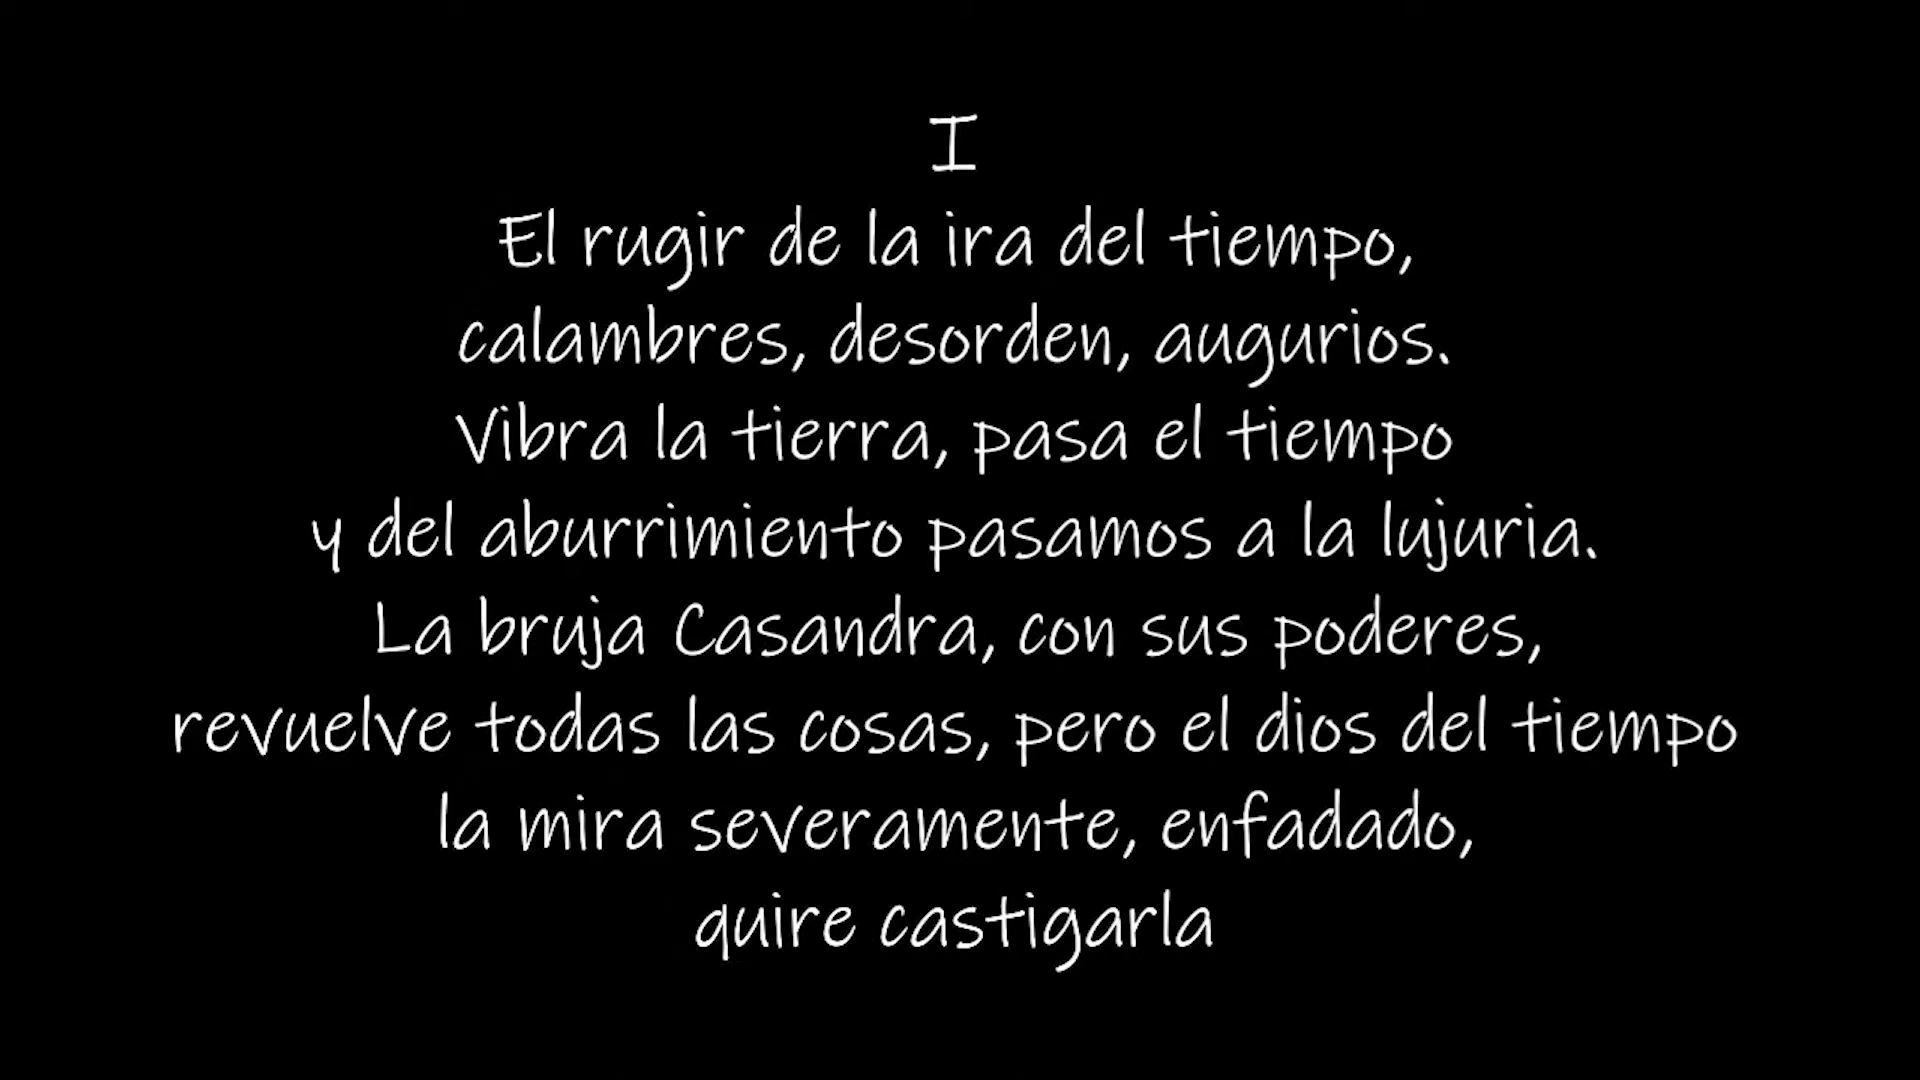 I
El rugir de la ira del tiempo,
calambres, desorden, augurios.
Vibra la tierra, pasa el tiempo
y del aburrimiento pasamos a la lujuria.
La bruja Casandra, con sus poderes,
revuelve todas las cosas, pero el dios del tiempo
la mira severamente, enfadado,
quire castigarla